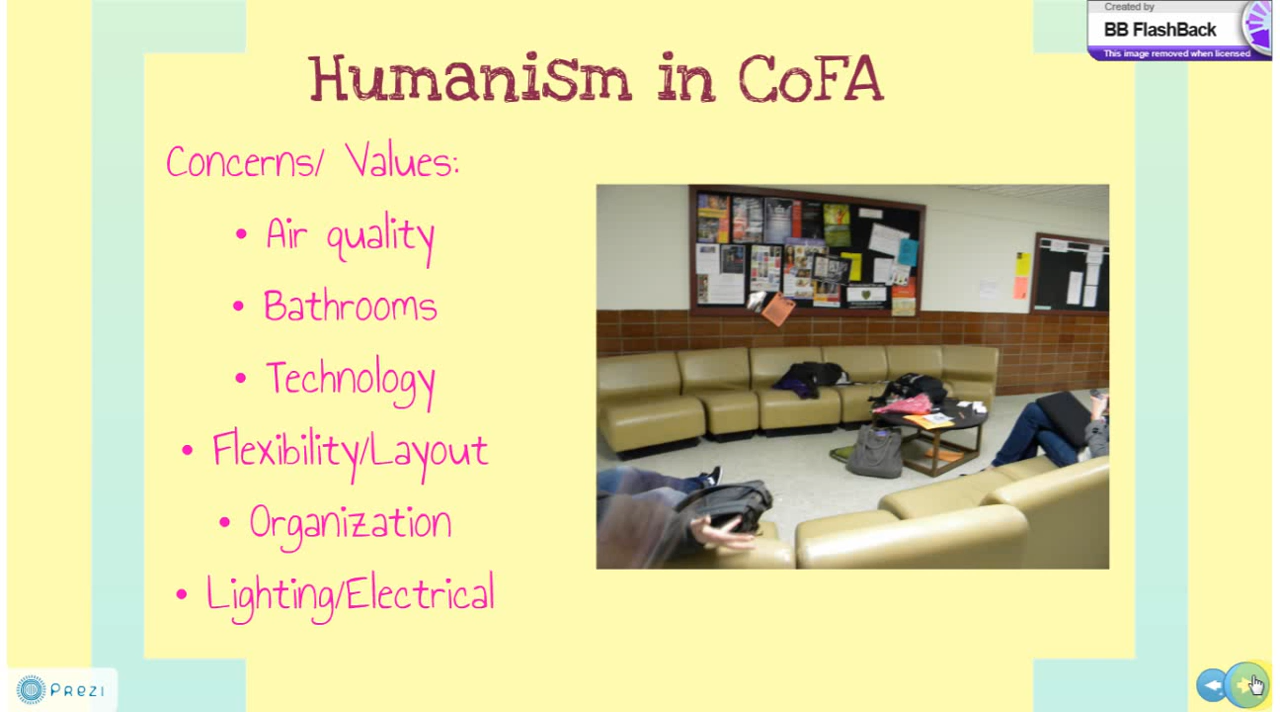 Created by
BB FlashBack
This image removed when licensed
Humanism in CoFA
Concerns/ Values:
• Air quality
• Bathrooms
• Technology
• Flexibility/Layout
• Organization
• Lighting/Electrical
PREZI